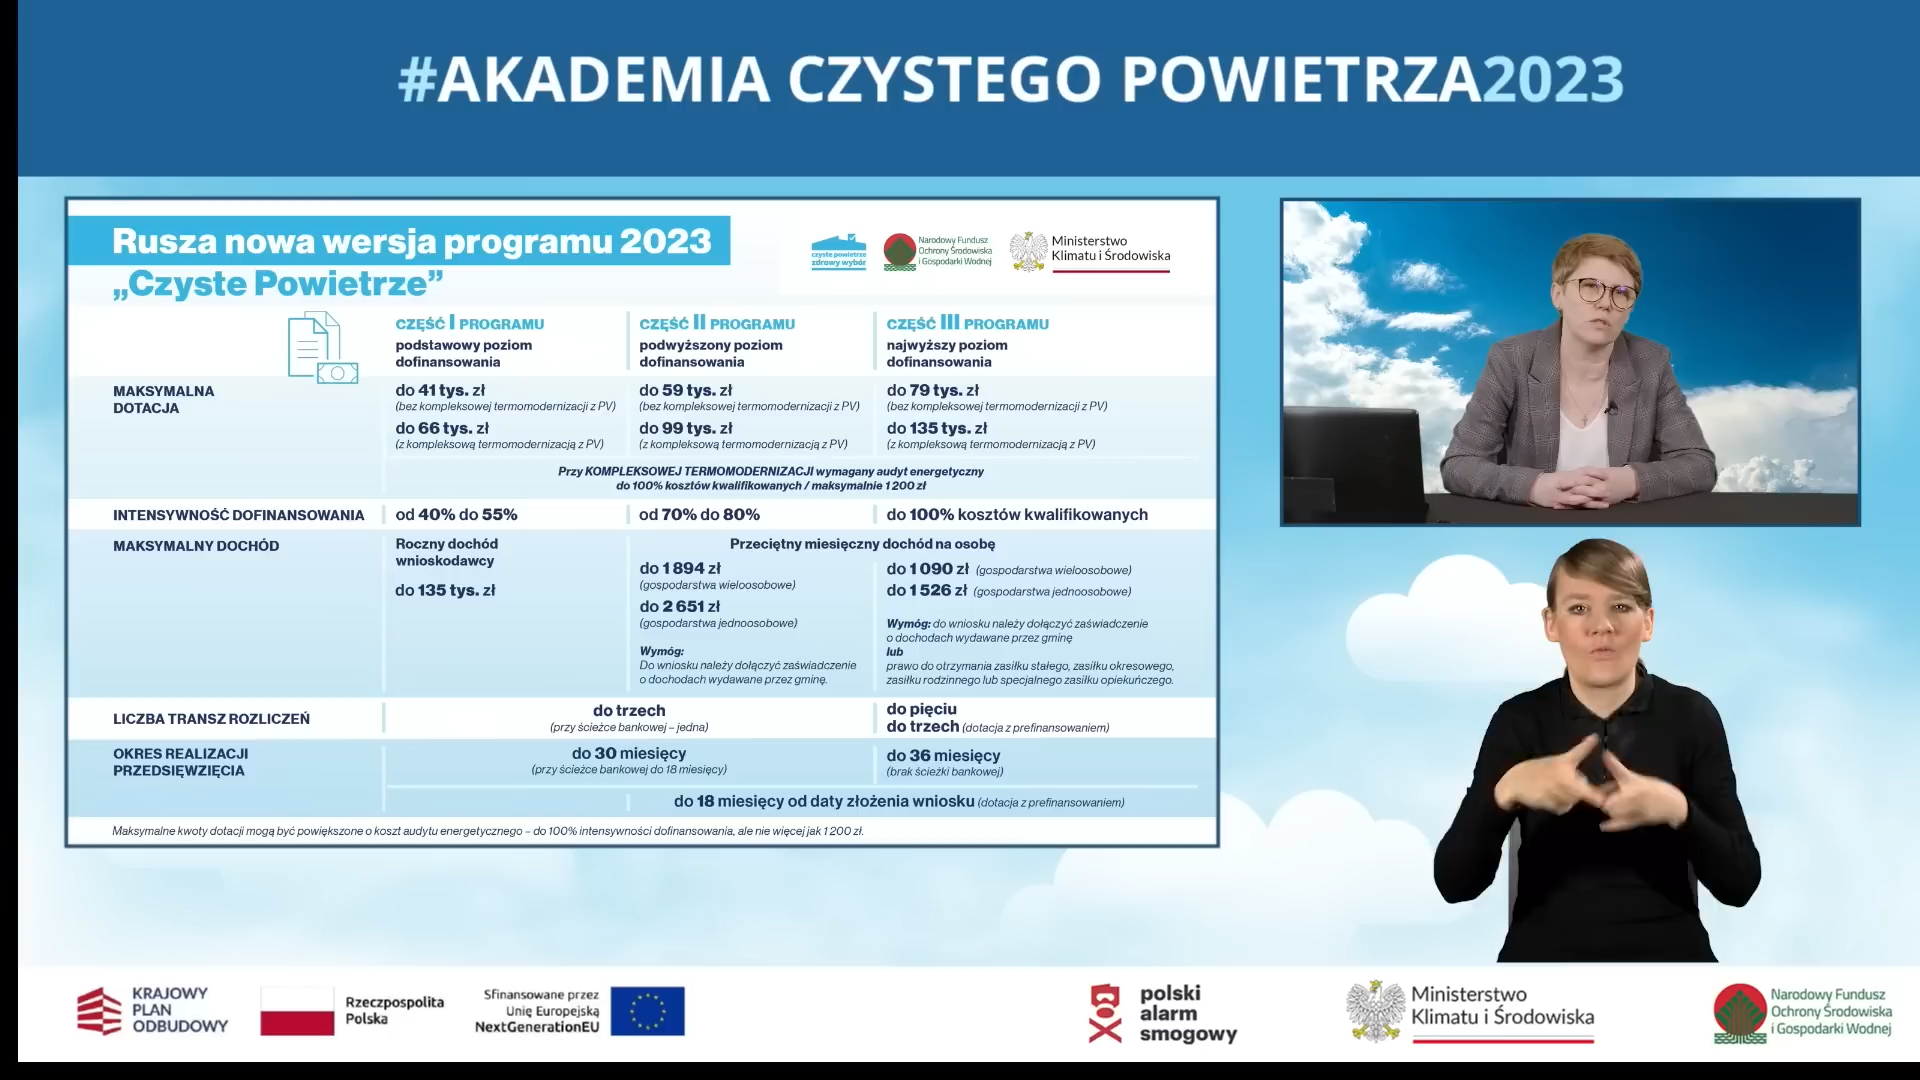 #AKADEMIA CZYSTEGO POWIETRZA2023
Rusza nowa wersja programu 2023
„Czyste Powietrze”
czyste powietrze
zdrowy wybór
Narodowy Fundusz
Ochrony Środowiska
i Gospodarki Wodnej
Ministerstwo
Klimatu i Środowiska
CZĘŚĆ I PROGRAMU
podstawowy poziom
dofinansowania
CZĘŚĆ II PROGRAMU
podwyższony poziom
dofinansowania
CZĘŚĆ III PROGRAMU
najwyższy poziom
dofinansowania
MAKSYMALNA
DOTACJA
do 41 tys. zł
(bez kompleksowej termomodernizacji z PV)
do 66 tys. zł
(z kompleksową termomodernizacją z PV)
do 59 tys. zł
(bez kompleksowej termomodernizacji z PV)
do 99 tys. zł
(z kompleksową termomodernizacją z PV)
do 79 tys. zł
(bez kompleksowej termomodernizacji z PV)
do 135 tys. zł
(z kompleksową termomodernizacją z PV)
Przy KOMPLEKSOWEJ TERMOMODERNIZACJI wymagany audyt energetyczny
do 100% kosztów kwalifikowanych / maksymalnie 1 200 zł
INTENSYWNOŚĆ DOFINANSOWANIA
od 40% do 55%
od 70% do 80%
do 100% kosztów kwalifikowanych
MAKSYMALNY DOCHÓD
Roczny dochód
wnioskodawcy
do 135 tys. zł
Przeciętny miesięczny dochód na osobę
do 1 894 zł
(gospodarstwa wieloosobowe)
do 2 651 zł
(gospodarstwa jednoosobowe)
Wymóg:
Do wniosku należy dołączyć zaświadczenie
o dochodach wydawane przez gminę.
do 1 090 zł (gospodarstwa wieloosobowe)
do 1 526 zł (gospodarstwa jednoosobowe)
Wymóg: do wniosku należy dołączyć zaświadczenie
o dochodach wydawane przez gminę
lub
prawo do otrzymania zasiłku stałego, zasiłku okresowego,
zasiłku rodzinnego lub specjalnego zasiłku opiekuńczego.
LICZBA TRANSZ ROZLICZEŃ
do trzech
(przy ścieżce bankowej – jedna)
do pięciu
do trzech (dotacja z prefinansowaniem)
OKRES REALIZACJI
PRZEDSIĘWZIĘCIA
do 30 miesięcy
(przy ścieżce bankowej do 18 miesięcy)
do 36 miesięcy
(brak ścieżki bankowej)
do 18 miesięcy od daty złożenia wniosku (dotacja z prefinansowaniem)
Maksymalne kwoty dotacji mogą być powiększone o koszt audytu energetycznego – do 100% intensywności dofinansowania, ale nie więcej jak 1 200 zł.
KRAJOWY
PLAN
ODBUDOWY
Rzeczpospolita
Polska
Sfinansowane przez
Unię Europejską
NextGenerationEU
polski
alarm
smogowy
Ministerstwo
Klimatu i Środowiska
Narodowy Fundusz
Ochrony Środowiska
i Gospodarki Wodnej